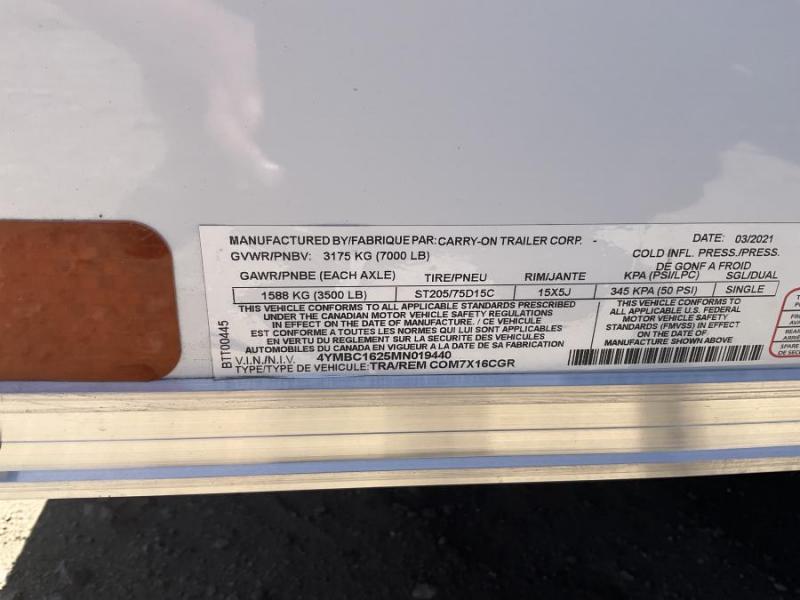 MANUFACTURED BY/FABRIQUE PAR: CARRY-ON TRAILER CORP. - DATE: 03/2021
GVWR/PNBV: 3175 KG (7000 LB) COLD INFL. PRESS./PRESS.
DE GONF A FROID
GAWR/PNBE (EACH AXLE) TIRE/PNEU RIM/JANTE KPA (PSI/LPC) SGL/DUAL
1588 KG (3500 LB) ST205/75D15C 15X5J 345 KPA (50 PSI) SINGLE
THIS VEHICLE CONFORMS TO ALL APPLICABLE STANDARDS PRESCRIBED
UNDER THE CANADIAN MOTOR VEHICLE SAFETY REGULATIONS
IN EFFECT ON THE DATE OF MANUFACTURE. / CE VEHICULE
EST CONFORME A TOUTES LES NORMES QUI LUI SONT APPLICABLES
EN VERTU DU REGLEMENT SUR LA SECURITE DES VEHICULES
AUTOMOBILES DU CANADA EN VIGUEUR A LA DATE DE SA FABRICATION
THIS VEHICLE CONFORMS TO
ALL APPLICABLE U.S. FEDERAL
MOTOR VEHICLE SAFETY
STANDARDS (FMVSS) IN EFFECT
ON THE DATE OF
MANUFACTURE SHOWN ABOVE
V.I.N./N.I.V. 4YMBC1625MN019440
TYPE/TYPE DE VEHICULE: TRA/REM COM7X16CGR
BTT00445